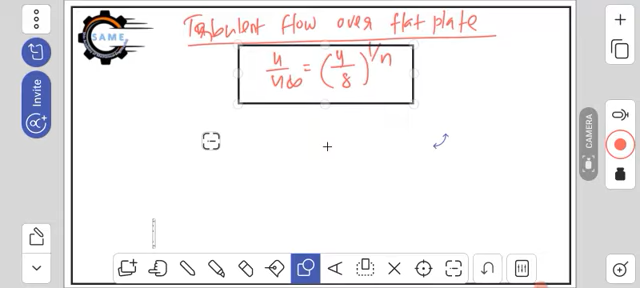 Turbulent flow over flat plate
SAME
u/u∞ = (y/δ)^1/n
Invite
CAMERA
A